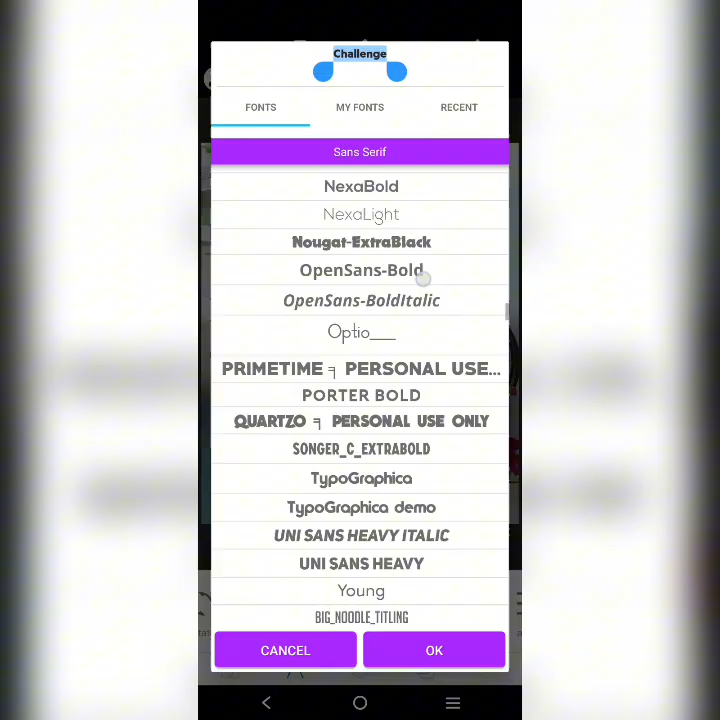 Challenge
FONTS
MY FONTS
RECENT
Sans Serif
NexaBold
NexaLight
Nougat-ExtraBlack
OpenSans-Bold
OpenSans-BoldItalic
Optio___
PRIMETIME ╕ PERSONAL USE...
PORTER BOLD
QUARTZO ╕ PERSONAL USE ONLY
SONGER_C_EXTRABOLD
TypoGraphica
TypoGraphica demo
UNI SANS HEAVY ITALIC
UNI SANS HEAVY
Young
BIG_NOODLE_TITLING
CANCEL
OK